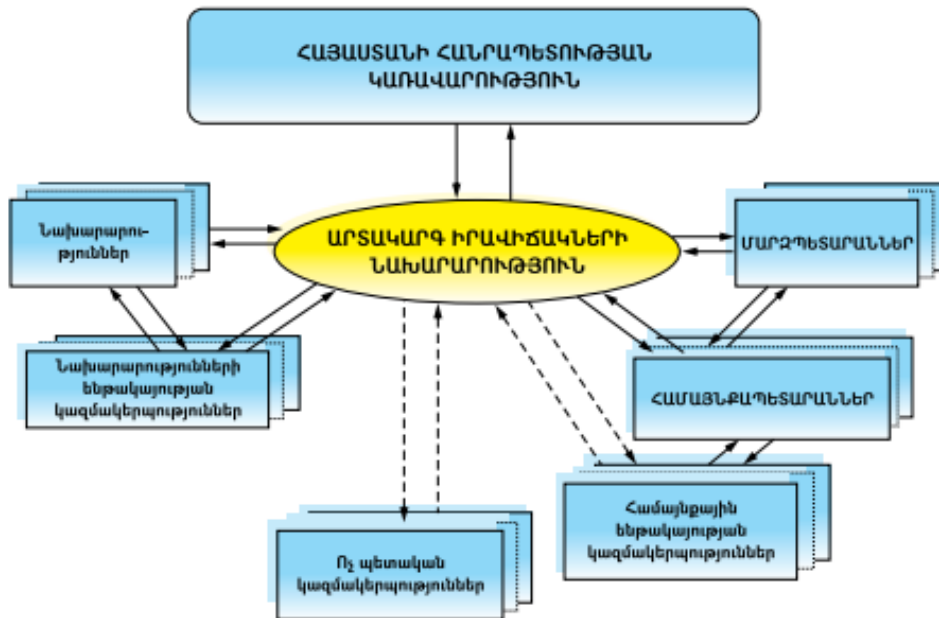 ՀԱՅԱՍՏԱՆԻ ՀԱՆՐԱՊԵՏՈՒԹՅԱՆ
ԿԱՌԱՎԱՐՈՒԹՅՈՒՆ
Նախարարու-
թյուններ
ԱՐՏԱԿԱՐԳ ԻՐԱՎԻՃԱԿՆԵՐԻ
ՆԱԽԱՐԱՐՈՒԹՅՈՒՆ
ՄԱՐԶՊԵՏԱՐԱՆՆԵՐ
Նախարարությունների
ենթակայության
կազմակերպություններ
ՀԱՄԱՅՆՔԱՊԵՏԱՐԱՆՆԵՐ
Համայնքային
ենթակայության
կազմակերպություններ
Ոչ պետական
կազմակերպություններ